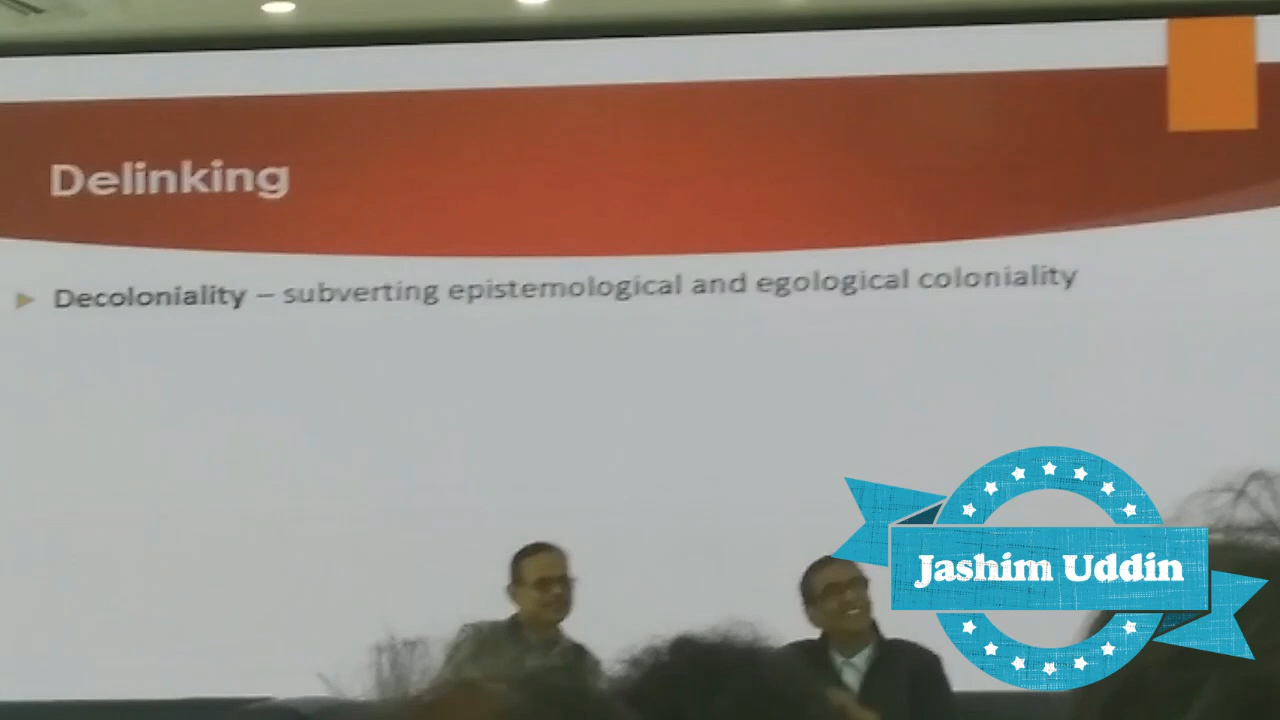 Delinking
Decoloniality – subverting epistemological and egological coloniality
Jashim Uddin